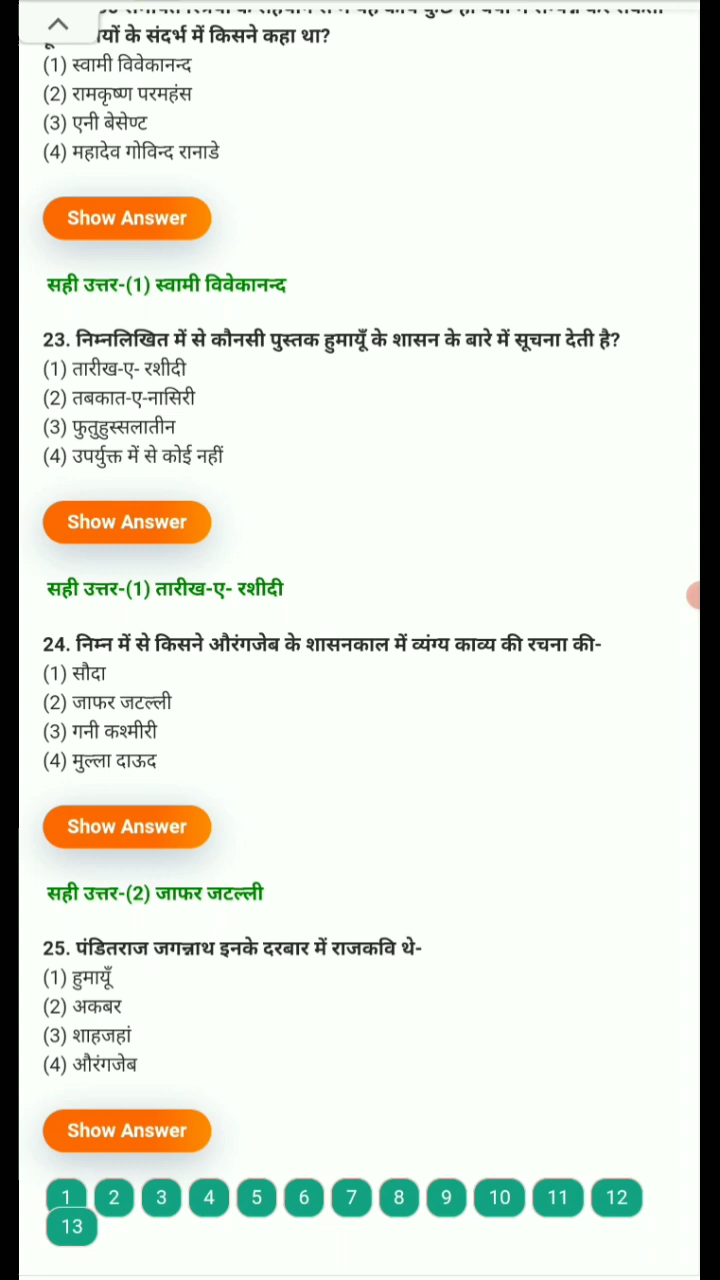 यों के संदर्भ में किसने कहा था?
(1) स्वामी विवेकानन्द
(2) रामकृष्ण परमहंस
(3) एनी बेसेण्ट
(4) महादेव गोविन्द रानाडे
Show Answer
सही उत्तर-(1) स्वामी विवेकानन्द
23. निम्नलिखित में से कौनसी पुस्तक हुमायूँ के शासन के बारे में सूचना देती है?
(1) तारीख-ए- रशीदी
(2) तबकात-ए-नासिरी
(3) फुतुहुस्सलातीन
(4) उपर्युक्त में से कोई नहीं
Show Answer
सही उत्तर-(1) तारीख-ए- रशीदी
24. निम्न में से किसने औरंगजेब के शासनकाल में व्यंग्य काव्य की रचना की-
(1) सौदा
(2) जाफर जटल्ली
(3) गनी कश्मीरी
(4) मुल्ला दाऊद
Show Answer
सही उत्तर-(2) जाफर जटल्ली
25. पंडितराज जगन्नाथ इनके दरबार में राजकवि थे-
(1) हुमायूँ
(2) अकबर
(3) शाहजहां
(4) औरंगजेब
Show Answer
1 2 3 4 5 6 7 8 9 10 11 12
13